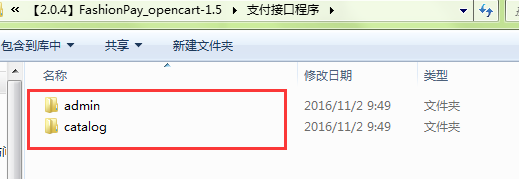 « 【2.0.4】FashionPay_opencart-1.5 ▸ 支付接口程序
包含到库中 共享 新建文件夹
名称 修改日期 类型
admin 2016/11/2 9:49 文件夹
catalog 2016/11/2 9:49 文件夹